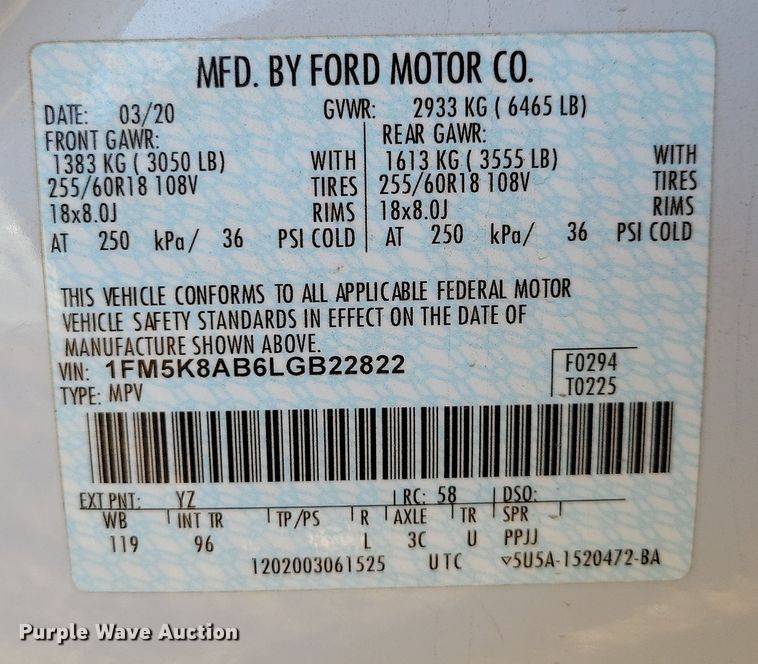 MFD. BY FORD MOTOR CO.
DATE: 03/20 GVWR: 2933 KG ( 6465 LB)
FRONT GAWR: REAR GAWR:
1383 KG ( 3050 LB) WITH 1613 KG ( 3555 LB) WITH
255/60R18 108V TIRES 255/60R18 108V TIRES
18x8.0J RIMS 18x8.0J RIMS
AT 250 kPa/ 36 PSI COLD AT 250 kPa/ 36 PSI COLD
THIS VEHICLE CONFORMS TO ALL APPLICABLE FEDERAL MOTOR
VEHICLE SAFETY STANDARDS IN EFFECT ON THE DATE OF
MANUFACTURE SHOWN ABOVE.
VIN: 1FM5K8AB6LGB22822 F0294
TYPE: MPV T0225
EXT PNT: YZ RC: 58 DSO:
WB INT TR TP/PS R AXLE TR SPR
119 96 L 3C U PPJJ
1202003061525 UTC ▽5U5A-1520472-BA
Purple Wave Auction